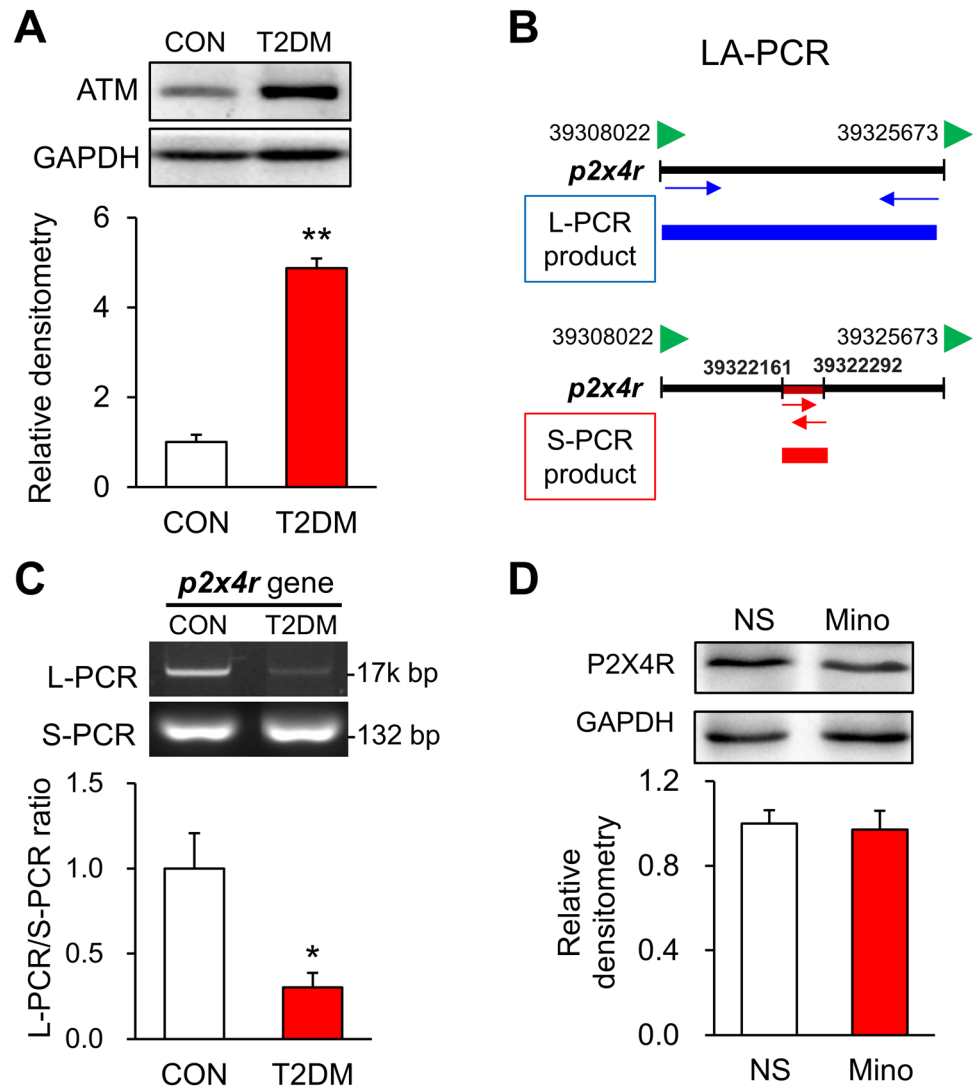 A
CON T2DM
ATM
GAPDH
Relative densitometry
6
4
2
0
**
CON T2DM
B
LA-PCR
39308022 39325673
p2x4r
L-PCR
product
39308022 39325673
39322161 39322292
p2x4r
S-PCR
product
C
p2x4r gene
CON T2DM
L-PCR -17k bp
S-PCR -132 bp
L-PCR/S-PCR ratio
1.5
1.0
0.5
0.0
*
CON T2DM
D
NS Mino
P2X4R
GAPDH
Relative
densitometry
1.2
0.8
0.4
0.0
NS Mino